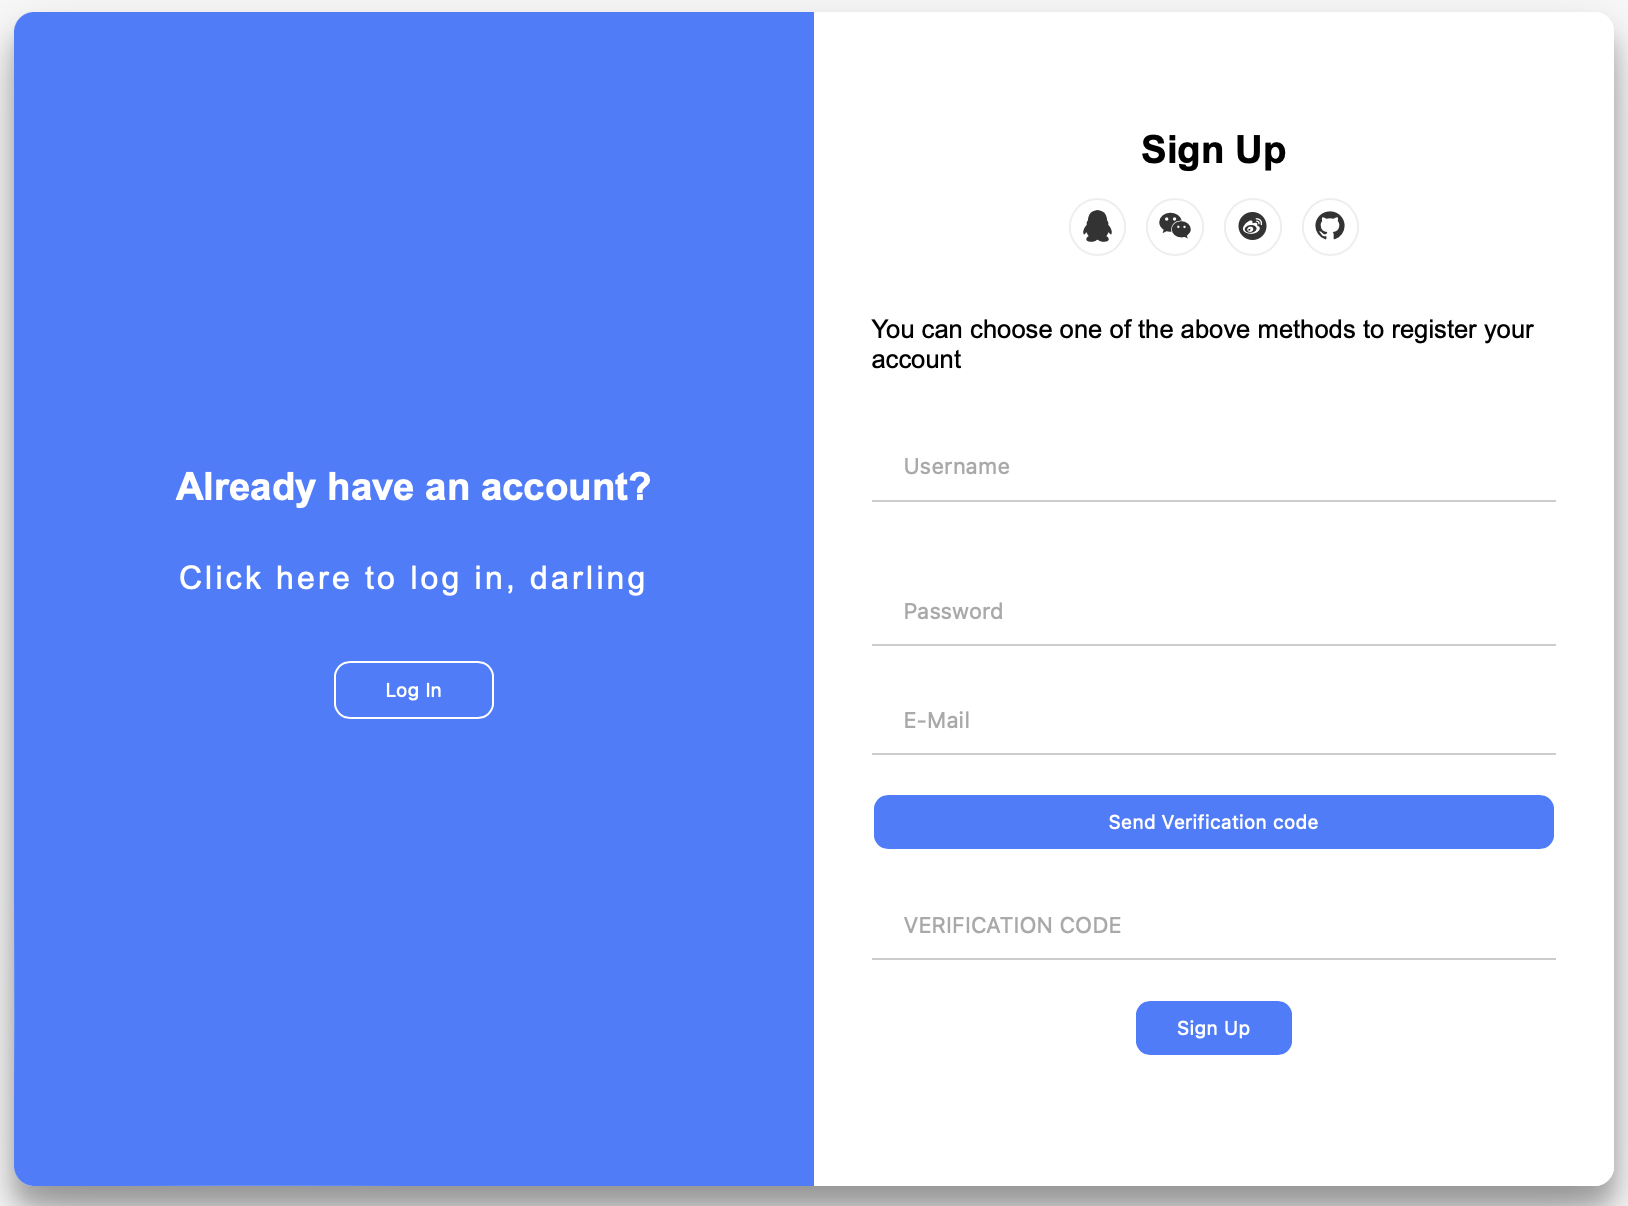 Already have an account?
Click here to log in, darling
Log In
Sign Up
You can choose one of the above methods to register your
account
Username
Password
E-Mail
Send Verification code
VERIFICATION CODE
Sign Up